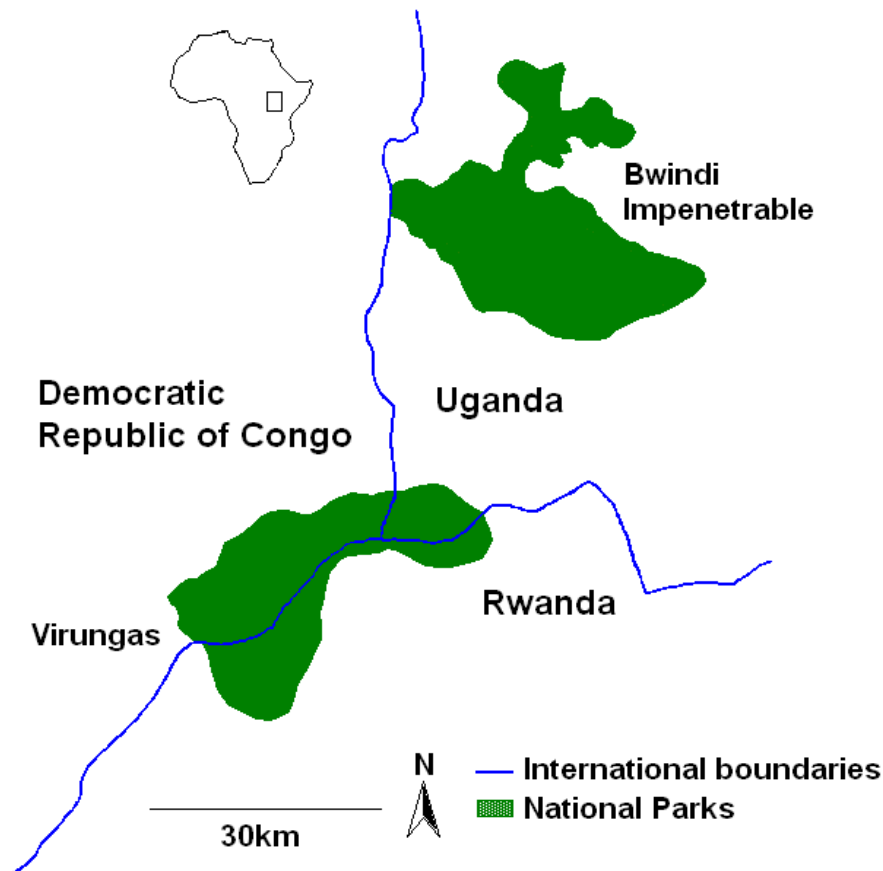 Bwindi
Impenetrable
Democratic
Republic of Congo
Uganda
Rwanda
Virungas
N
International boundaries
National Parks
30km